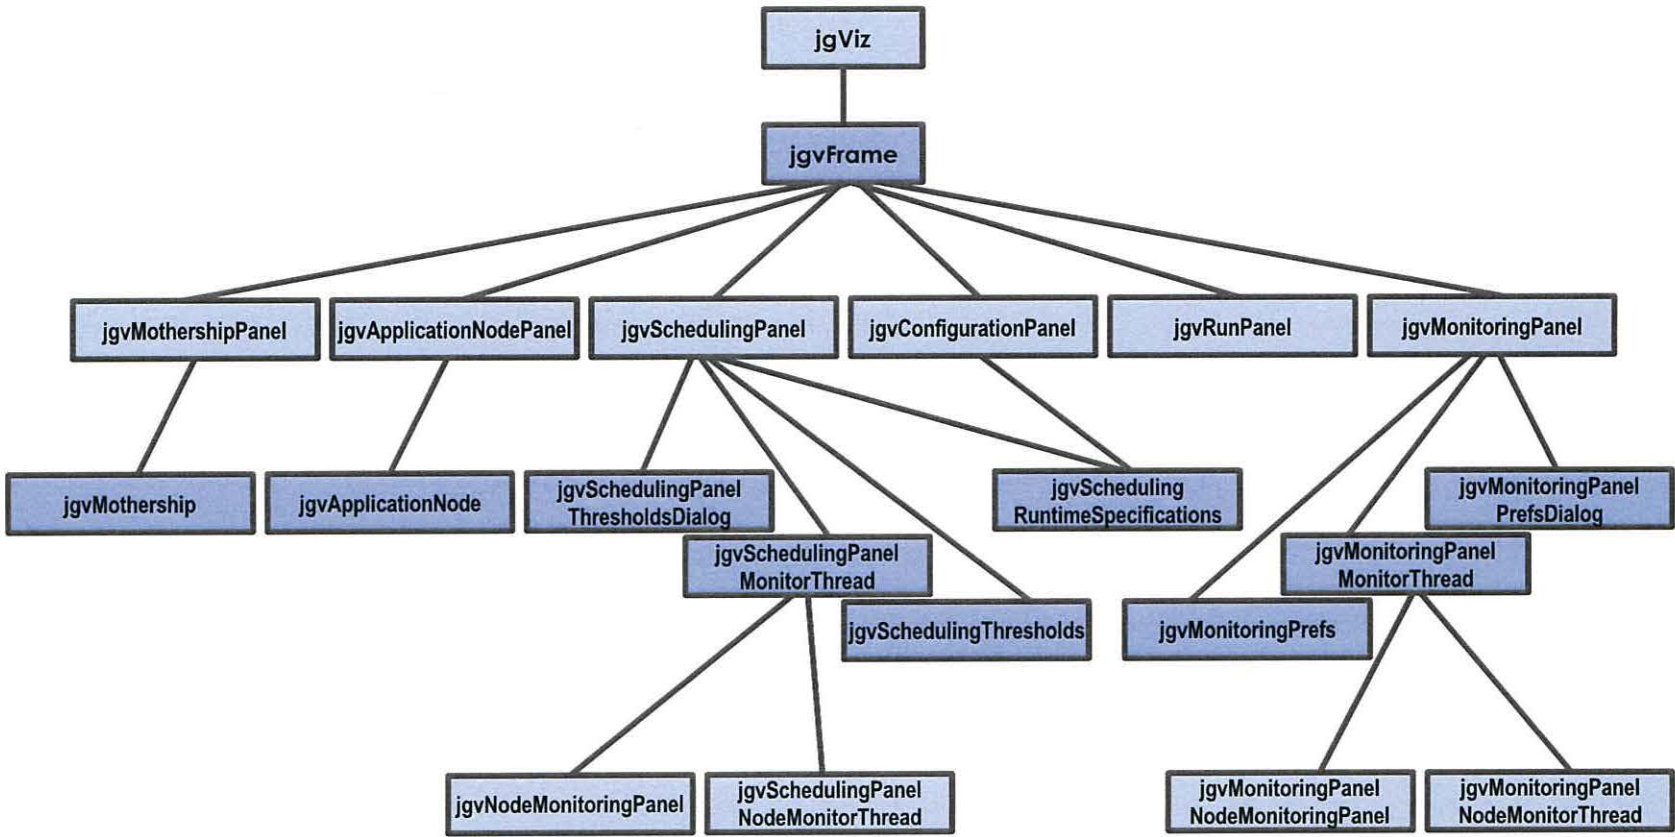 jgViz
jgvFrame
jgvMothershipPanel
jgvApplicationNodePanel
jgvSchedulingPanel
jgvConfigurationPanel
jgvRunPanel
jgvMonitoringPanel
jgvMothership
jgvApplicationNode
jgvSchedulingPanel
ThresholdsDialog
jgvScheduling
RuntimeSpecifications
jgvMonitoringPanel
PrefsDialog
jgvSchedulingPanel
MonitorThread
jgvMonitoringPanel
MonitorThread
jgvSchedulingThresholds
jgvMonitoringPrefs
jgvNodeMonitoringPanel
jgvSchedulingPanel
NodeMonitorThread
jgvMonitoringPanel
NodeMonitoringPanel
jgvMonitoringPanel
NodeMonitorThread